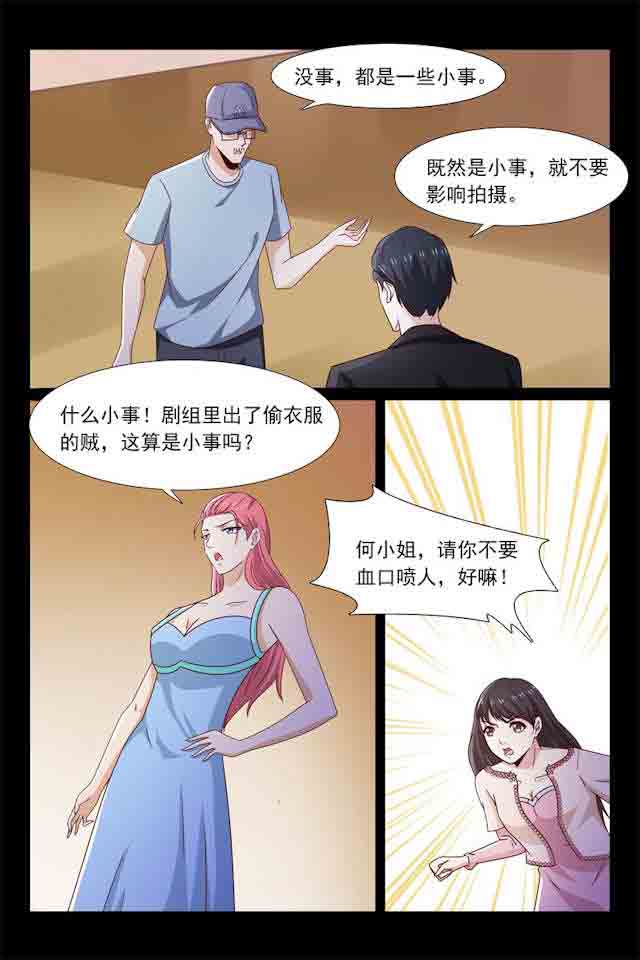 没事，都是一些小事。
既然是小事，就不要
影响拍摄。
什么小事！剧组里出了偷衣服
的贼，这算是小事吗？
何小姐，请你不要
血口喷人，好嘛！